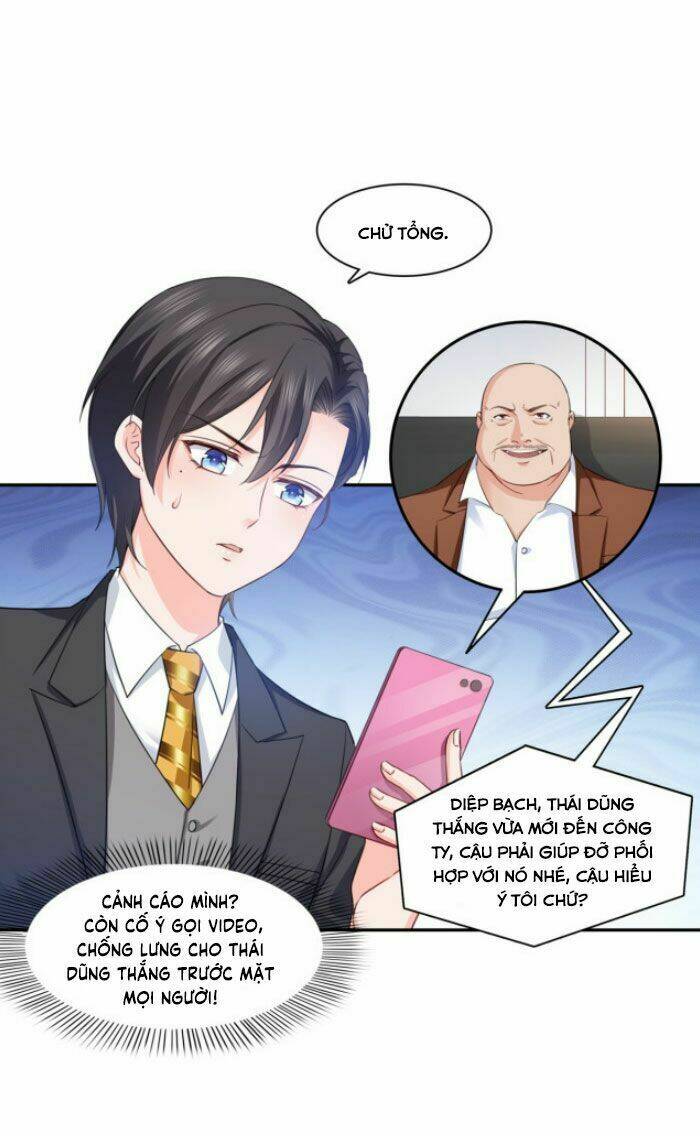 CHỬ TỔNG.
DIỆP BẠCH, THÁI DŨNG
THẮNG VỪA MỚI ĐẾN CÔNG
TY, CẬU PHẢI GIÚP ĐỠ PHỐI
HỢP VỚI NÓ NHÉ, CẬU HIỂU
Ý TÔI CHỨ?
CẢNH CÁO MÌNH?
CÒN CỐ Ý GỌI VIDEO,
CHỐNG LƯNG CHO THÁI
DŨNG THẮNG TRƯỚC MẶT
MỌI NGƯỜI!